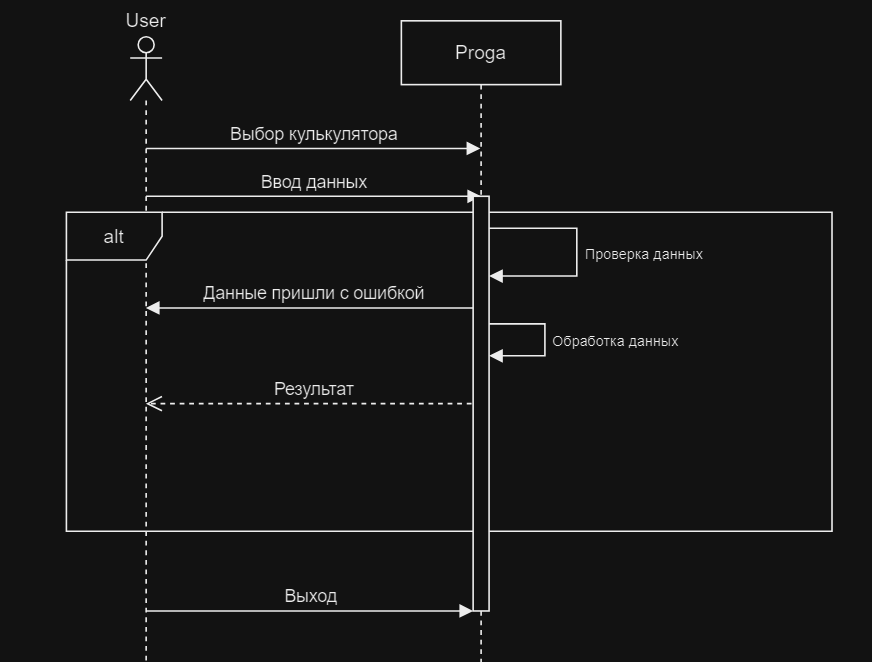 User
Proga
Выбор кулькулятора
Ввод данных
alt
Проверка данных
Данные пришли с ошибкой
Обработка данных
Результат
Выход